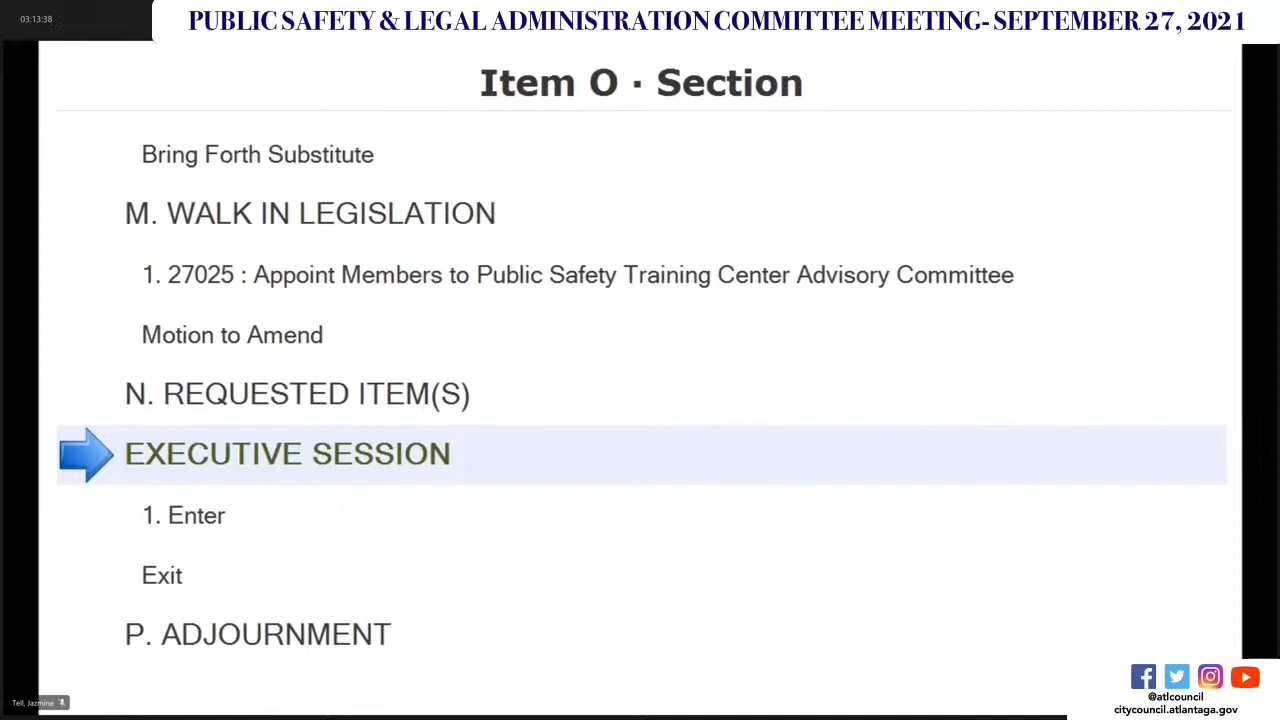 03:13:38
PUBLIC SAFETY & LEGAL ADMINISTRATION COMMITTEE MEETING- SEPTEMBER 27, 2021
Item O · Section
Bring Forth Substitute
M. WALK IN LEGISLATION
1. 27025 : Appoint Members to Public Safety Training Center Advisory Committee
Motion to Amend
N. REQUESTED ITEM(S)
EXECUTIVE SESSION
1. Enter
Exit
P. ADJOURNMENT
Tell, Jazmine
@atlcouncil
citycouncil.atlantaga.gov